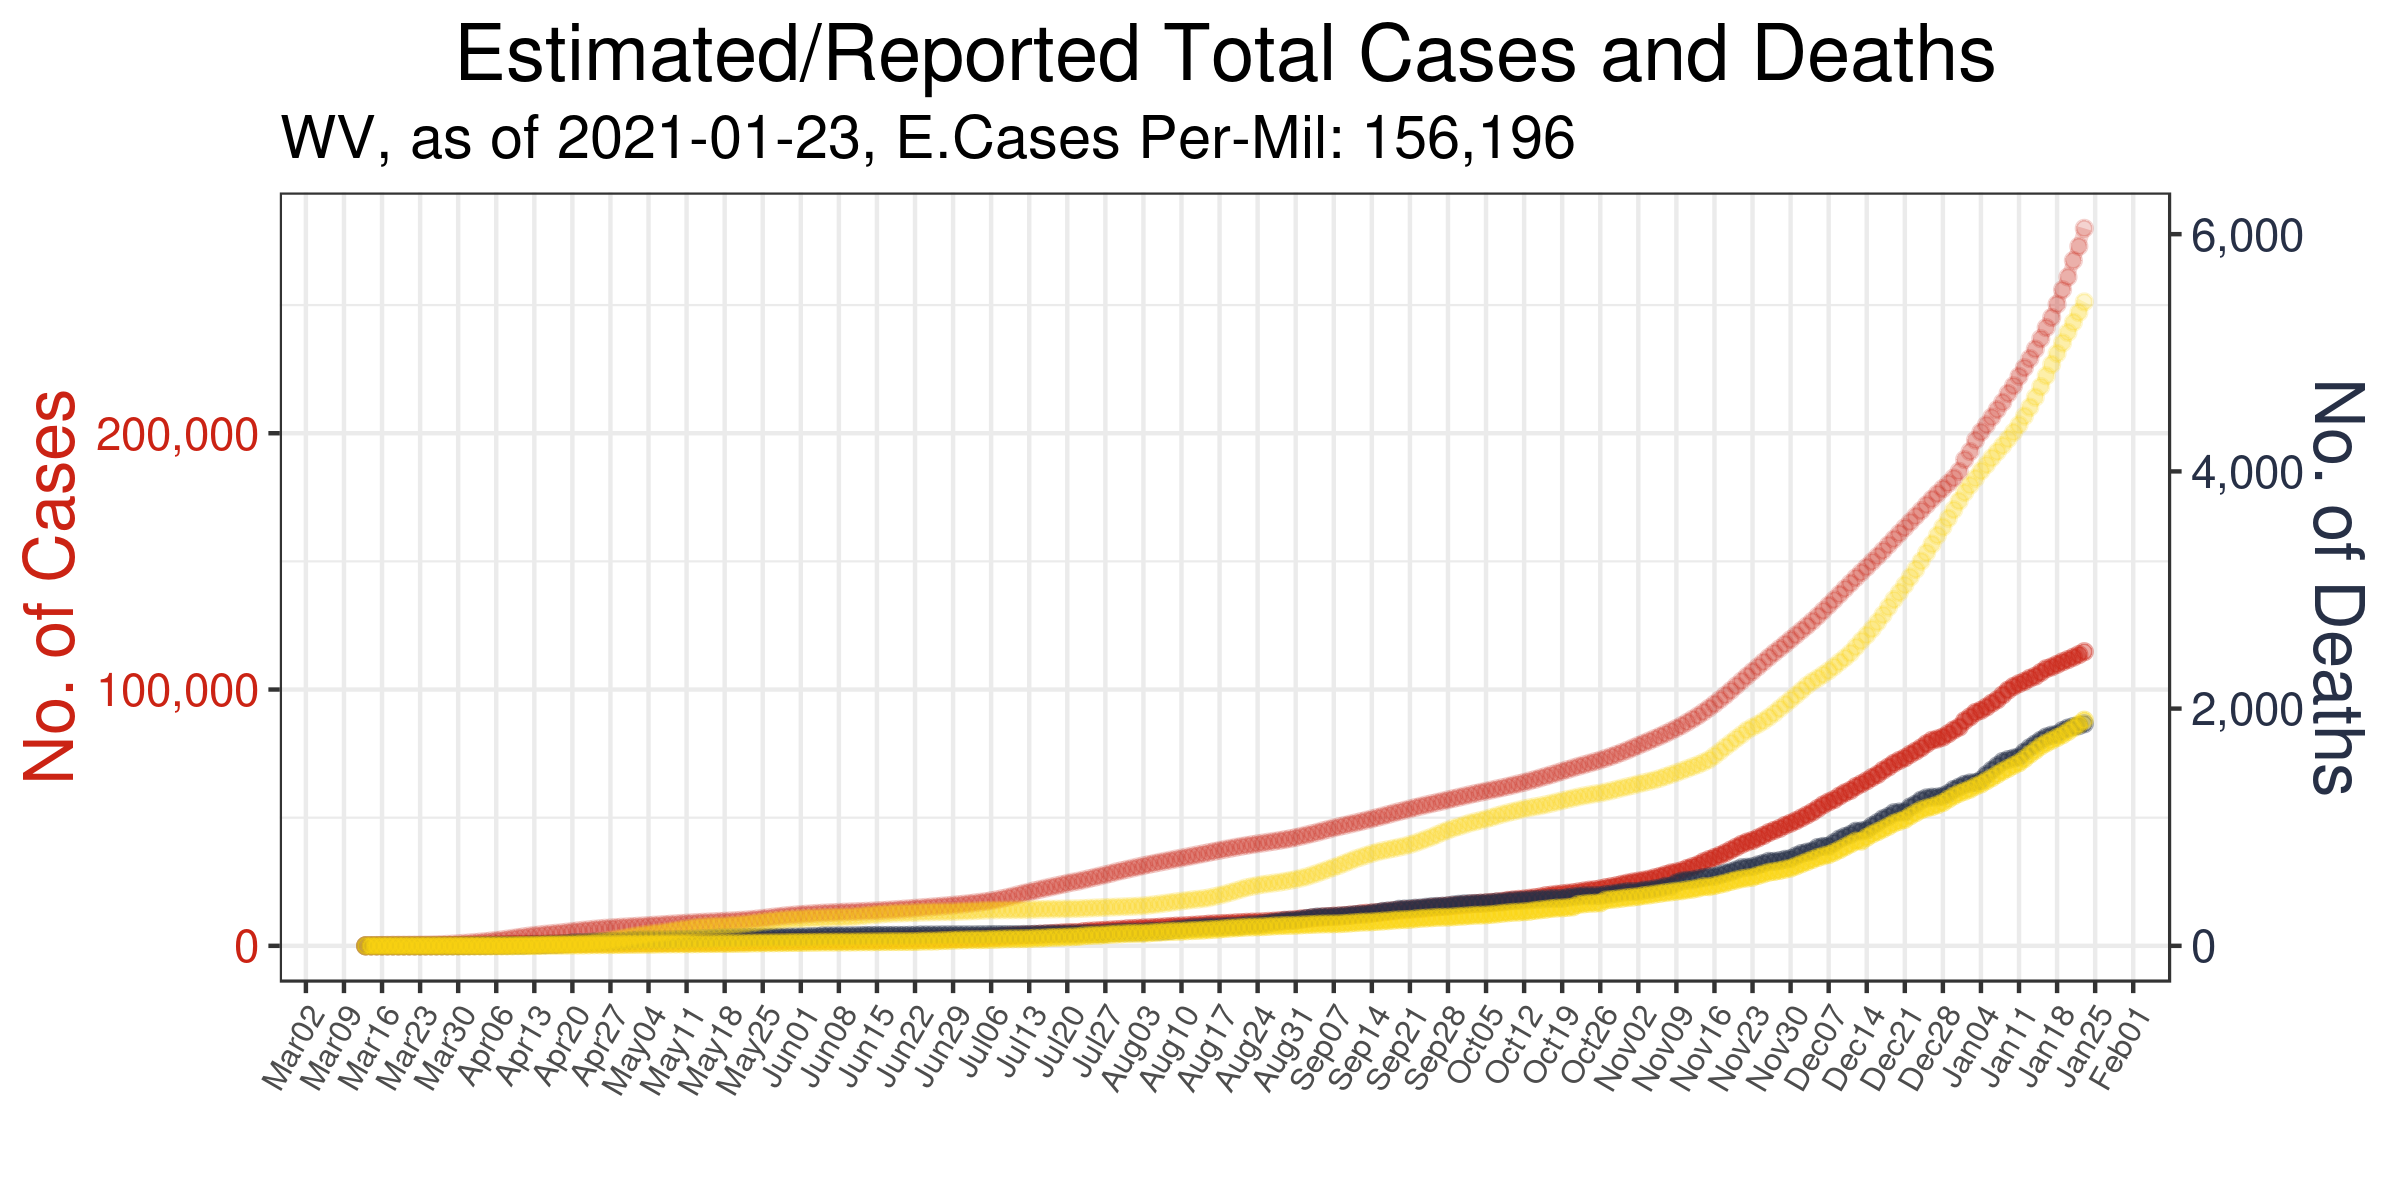 Estimated/Reported Total Cases and Deaths
WV, as of 2021-01-23, E.Cases Per-Mil: 156,196
No. of Cases
200,000
100,000
0
6,000
4,000
2,000
0
No. of Deaths
Mar02
Mar09
Mar16
Mar23
Mar30
Apr06
Apr13
Apr20
Apr27
May04
May11
May18
May25
Jun01
Jun08
Jun15
Jun22
Jun29
Jul06
Jul13
Jul20
Jul27
Aug03
Aug10
Aug17
Aug24
Aug31
Sep07
Sep14
Sep21
Sep28
Oct05
Oct12
Oct19
Oct26
Nov02
Nov09
Nov16
Nov23
Nov30
Dec07
Dec14
Dec21
Dec28
Jan04
Jan11
Jan18
Jan25
Feb01